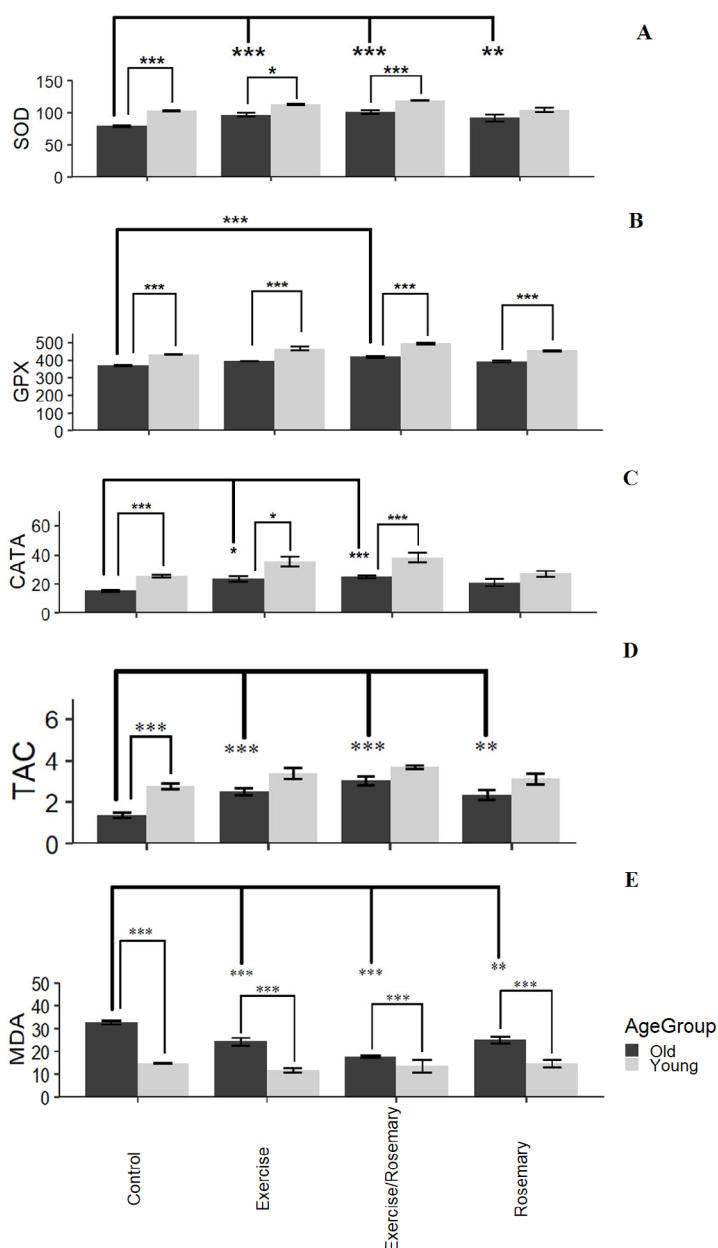 A
*** *** **
*** * ***
150
100
50
0
SOD
B
***
*** *** *** ***
500
400
300
200
100
0
GPX
C
*** * ***
* ***
60
40
20
0
CATA
D
***
*** *** **
6
4
2
0
TAC
E
***
*** *** **
*** *** ***
50
40
30
20
10
0
MDA
AgeGroup
Old
Young
Control
Exercise
Exercise/Rosemary
Rosemary